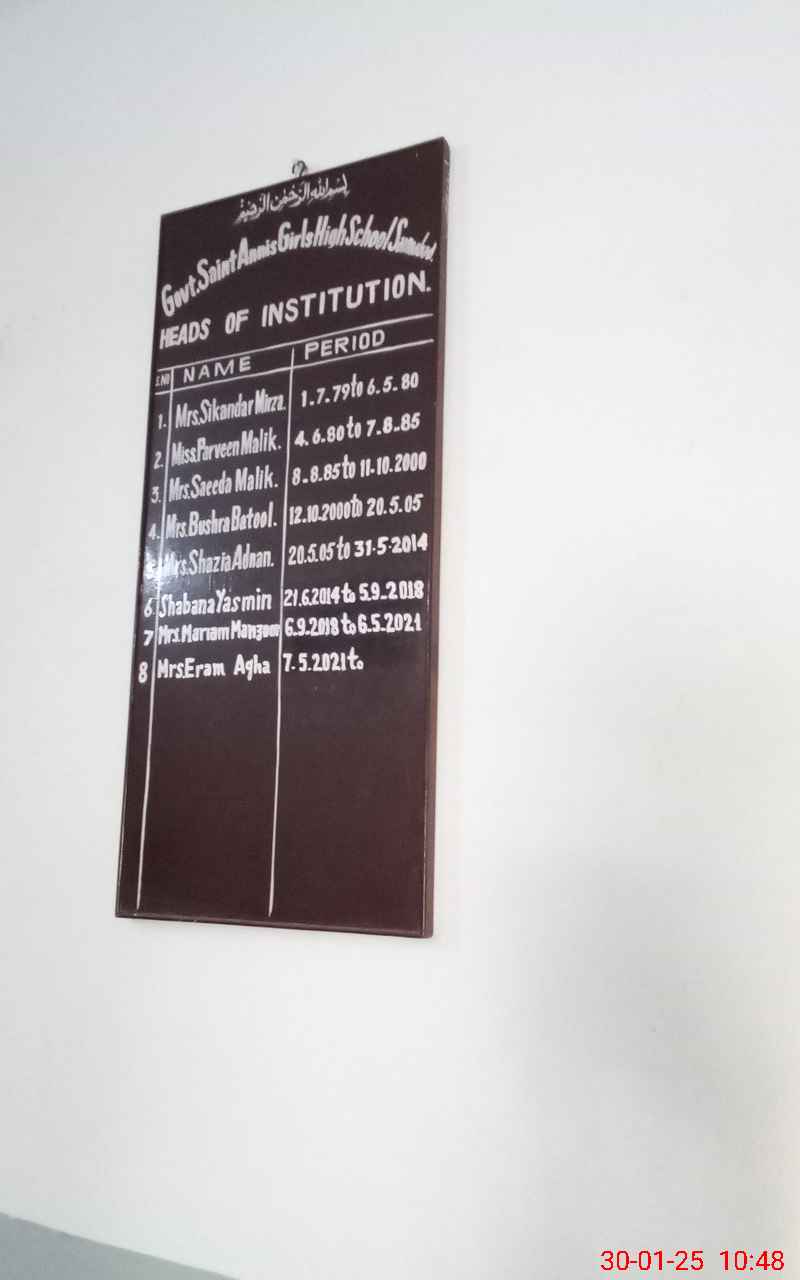 بِسْمِ اللهِ الرَّحْمٰنِ الرَّحِيْمِ
Govt. Saint Annis Girls High School
HEADS OF INSTITUTION.
S.NO NAME PERIOD
1. Mrs.Sikandar Mirza. 1.7.79 to 6.5.80
2. Miss.Parveen Malik. 4.6.80 to 7.8.85
3. Mrs.Saeeda Malik. 8.8.85 to 11.10.2000
4. Mrs.Bushra Batool. 12.10.2000 to 20.5.05
5. Mrs.Shazia Adnan. 20.5.05 to 31.5.2014
6. Shabana Yasmin 21.6.2014 to 5.9.2018
7 Mrs.Mariam Manzoor 6.9.2018 to 6.5.2021
8 Mrs.Eram Agha 7.5.2021 to
30-01-25 10:48